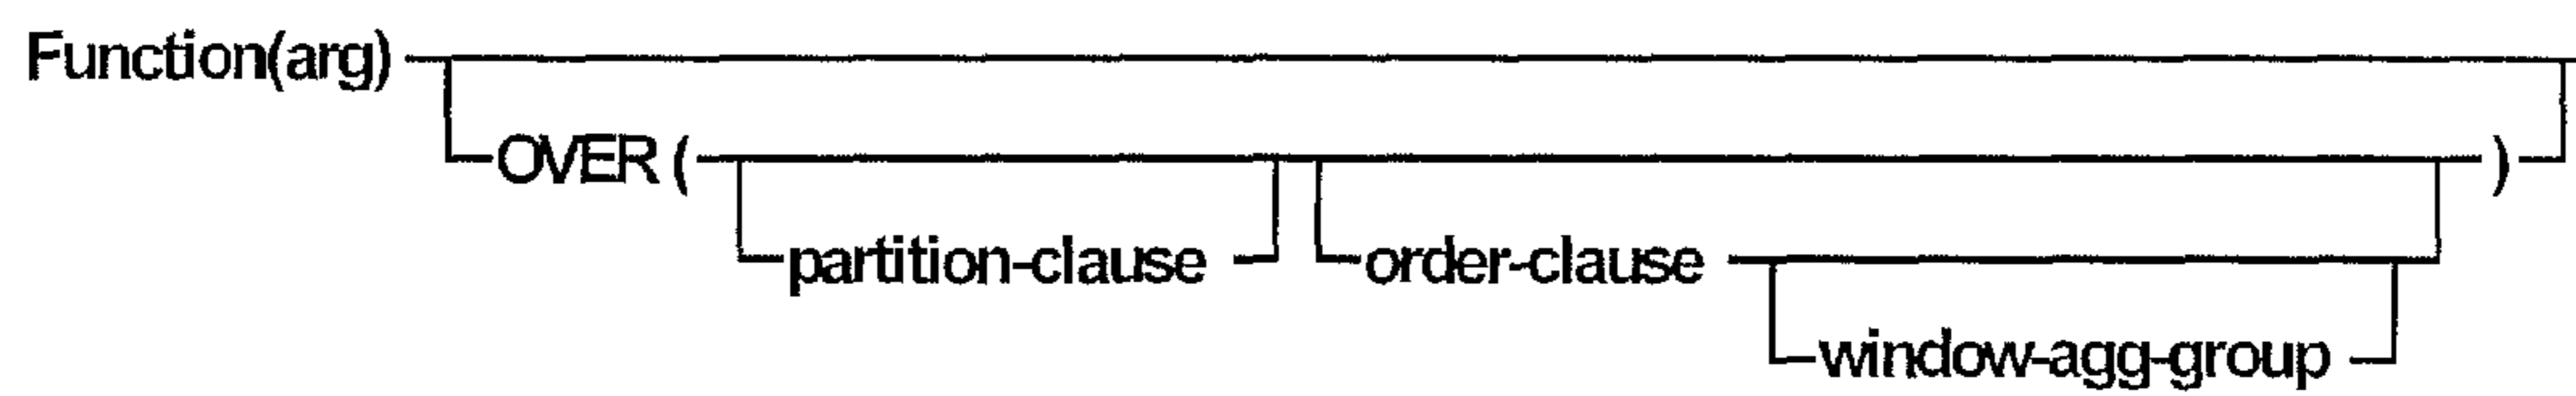 Function(arg)
OVER ( )
partition-clause order-clause
window-agg-group